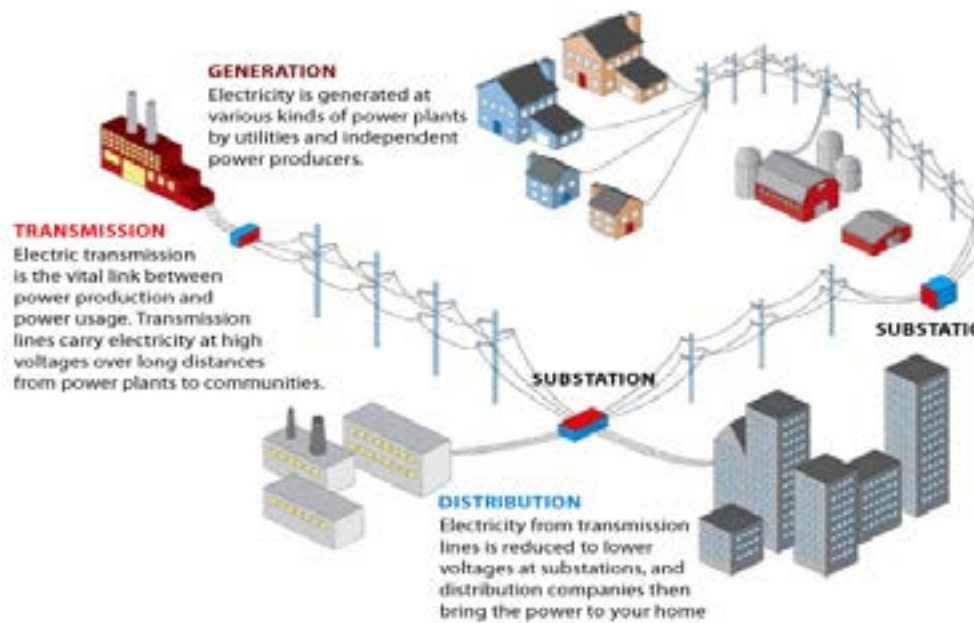 GENERATION
Electricity is generated at
various kinds of power plants
by utilities and independent
power producers.
TRANSMISSION
Electric transmission
is the vital link between
power production and
power usage. Transmission
lines carry electricity at high
voltages over long distances
from power plants to communities.
SUBSTATIO
SUBSTATION
DISTRIBUTION
Electricity from transmission
lines is reduced to lower
voltages at substations, and
distribution companies then
bring the power to your home